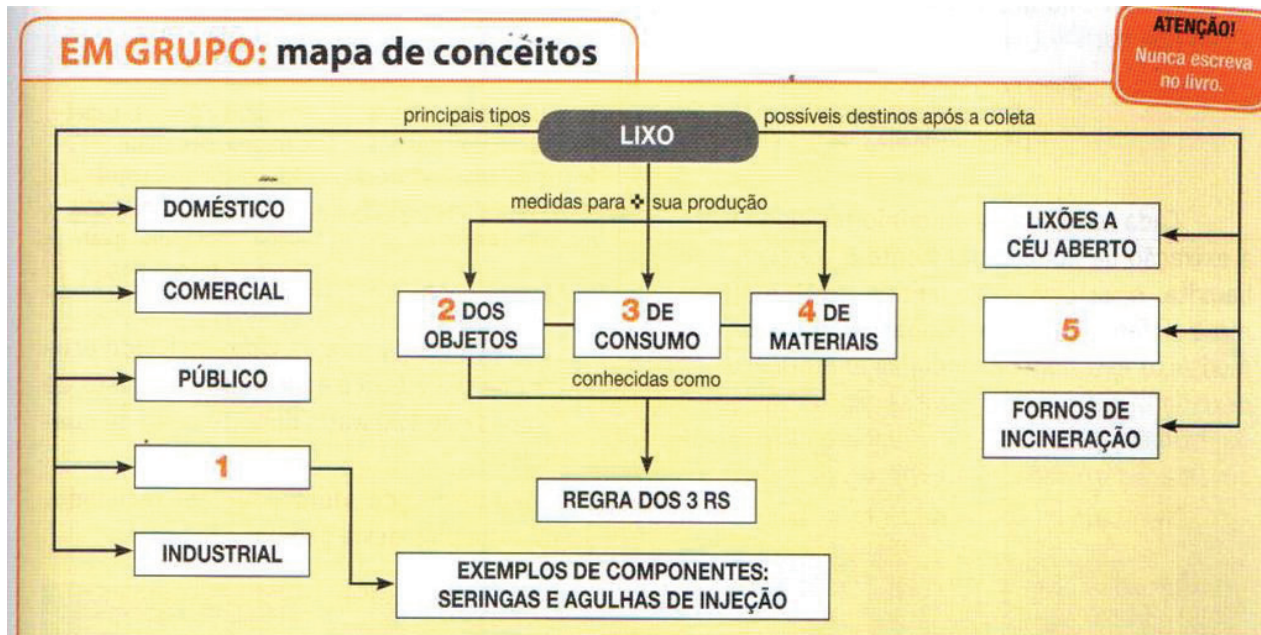 EM GRUPO: mapa de conceitos
ATENÇÃO!
Nunca escreva
no livro.
principais tipos
LIXO
possíveis destinos após a coleta
medidas para ✤ sua produção
DOMÉSTICO
COMERCIAL
PÚBLICO
1
INDUSTRIAL
2 DOS
OBJETOS
3 DE
CONSUMO
4 DE
MATERIAIS
conhecidas como
REGRA DOS 3 RS
EXEMPLOS DE COMPONENTES:
SERINGAS E AGULHAS DE INJEÇÃO
LIXÕES A
CÉU ABERTO
5
FORNOS DE
INCINERAÇÃO